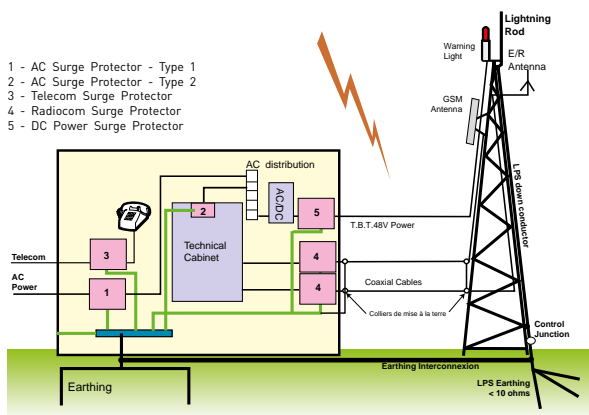 Lightning
Rod
Warning
Light
E/R
Antenna
1 - AC Surge Protector - Type 1
2 - AC Surge Protector - Type 2
3 - Telecom Surge Protector
4 - Radiocom Surge Protector
5 - DC Power Surge Protector
GSM
Antenna
LPS down conductor
AC distribution
AC/DC
2
5
T.B.T.48V Power
Technical
Cabinet
Telecom
3
4
AC
Power
1
4
Coaxial Cables
Colliers de mise à la terre
Control
Junction
Earthing Interconnexion
Earthing
LPS Earthing
< 10 ohms